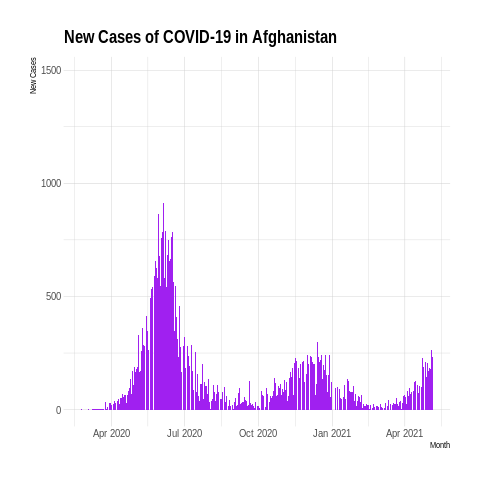 New Cases of COVID-19 in Afghanistan
New Cases
1500
1000
500
0
Apr 2020
Jul 2020
Oct 2020
Jan 2021
Apr 2021
Month